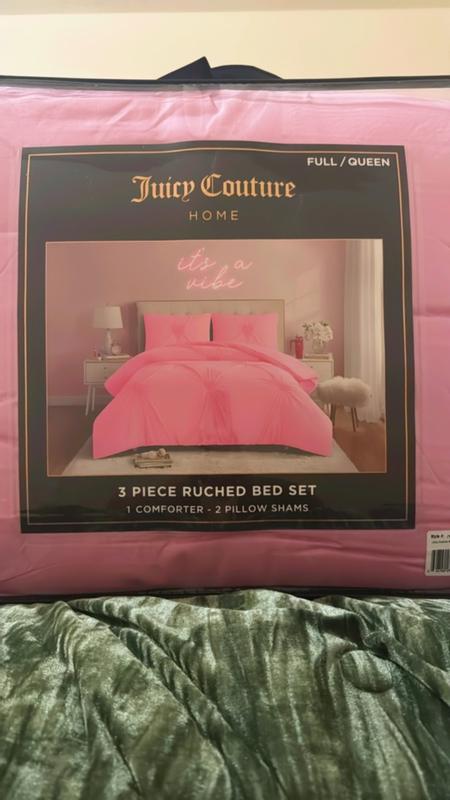 FULL / QUEEN
Juicy Couture
HOME
it's a
vibe
3 PIECE RUCHED BED SET
1 COMFORTER - 2 PILLOW SHAMS